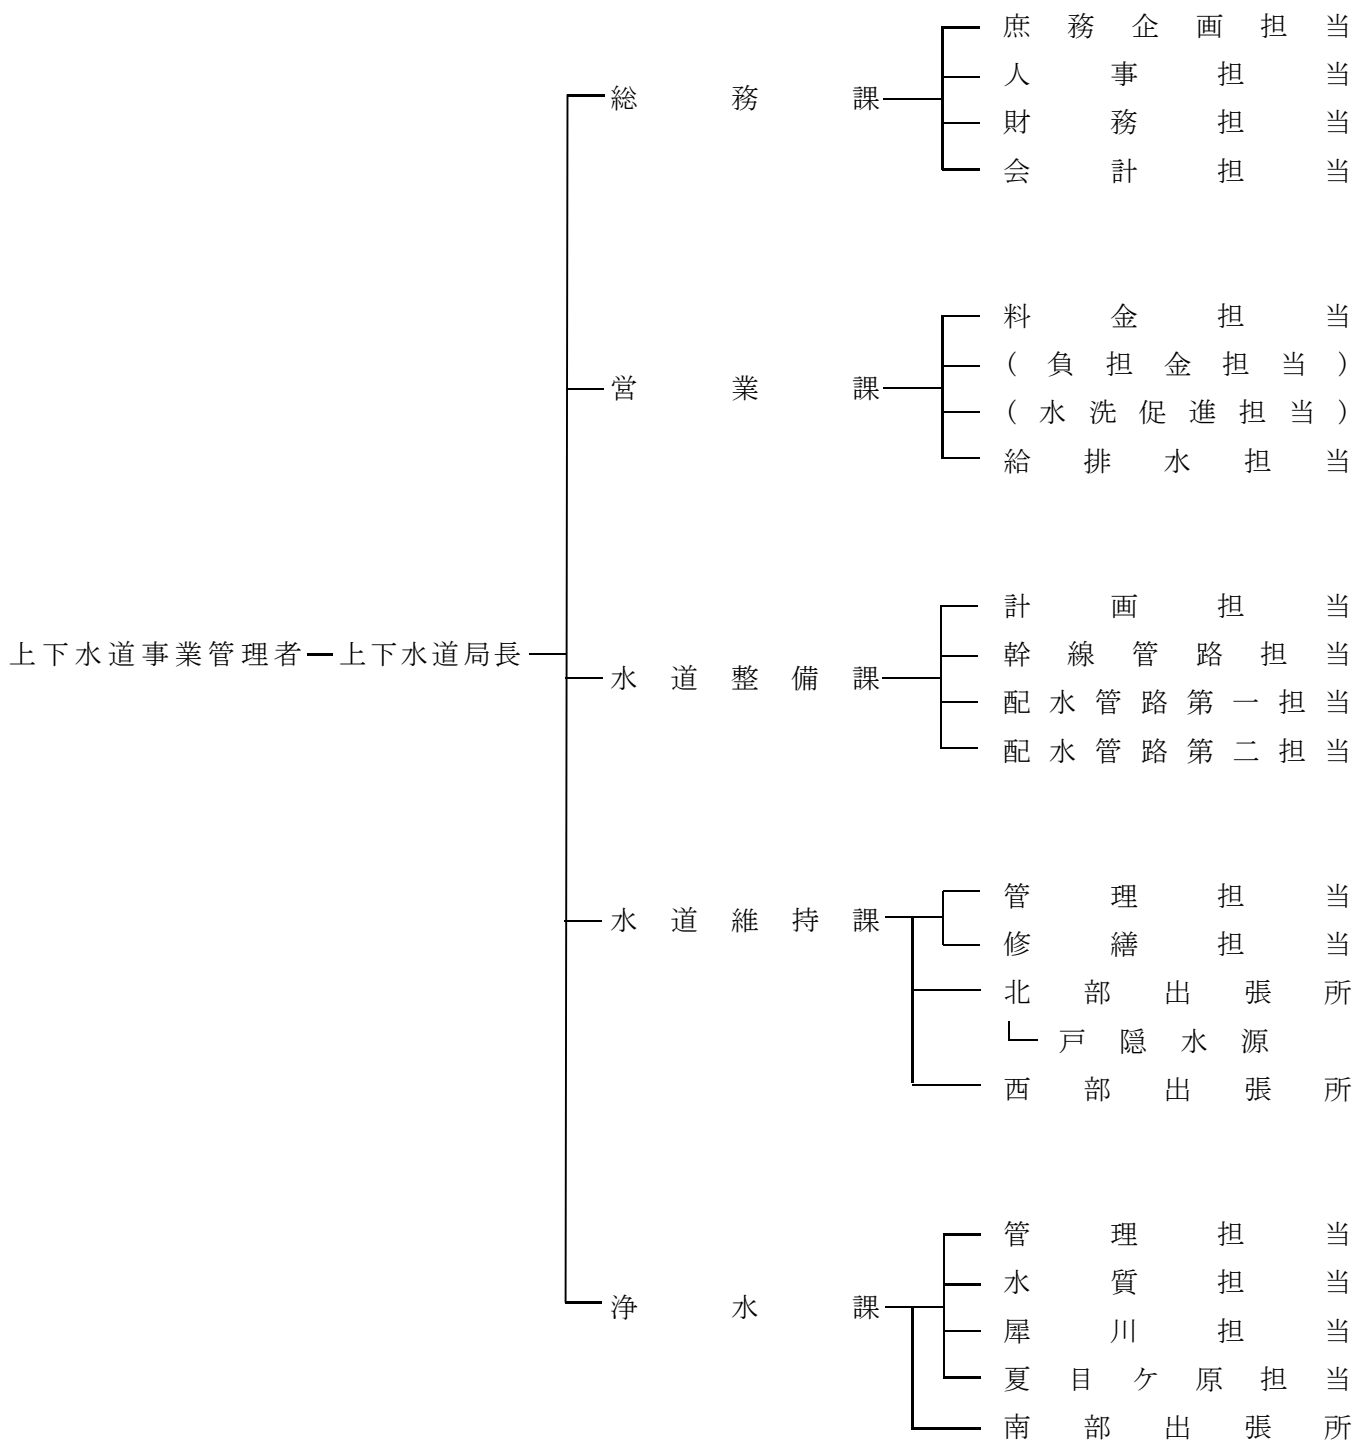 庶務企画担当
人事担当
総務課
財務担当
会計担当
料金担当
(負担金担当)
営業課
(水洗促進担当)
給排水担当
計画担当
上下水道事業管理者 上下水道局長
幹線管路担当
水道整備課
配水管路第一担当
配水管路第二担当
管理担当
水道維持課
修繕担当
北部出張所
戸隠水源
西部出張所
管理担当
水質担当
浄水課
犀川担当
夏目ケ原担当
南部出張所